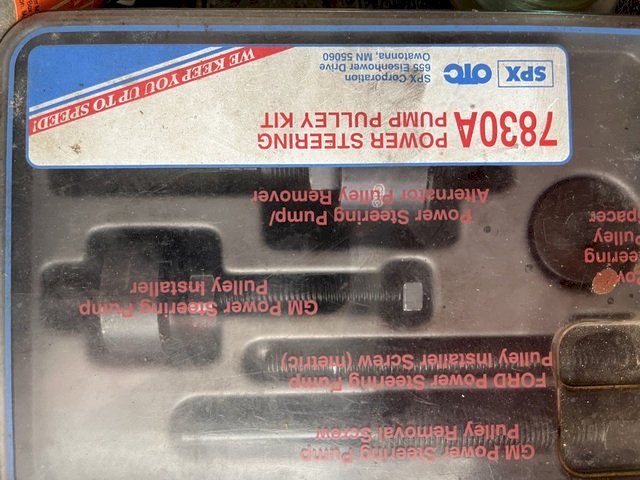 SPX OTC
SPX Corporation
655 Eisenhower Drive
Owatonna, MN 55060
WE KEEP YOU UP TO SPEED!
7830A POWER STEERING
PUMP PULLEY KIT
Power Steering Pump/
Alternator Pulley Remover
Pulley
Spacer
GM Power Steering Pump
Pulley Installer
FORD Power Steering Pump
Pulley Installer Screw (metric)
GM Power Steering Pump
Pulley Removal Screw